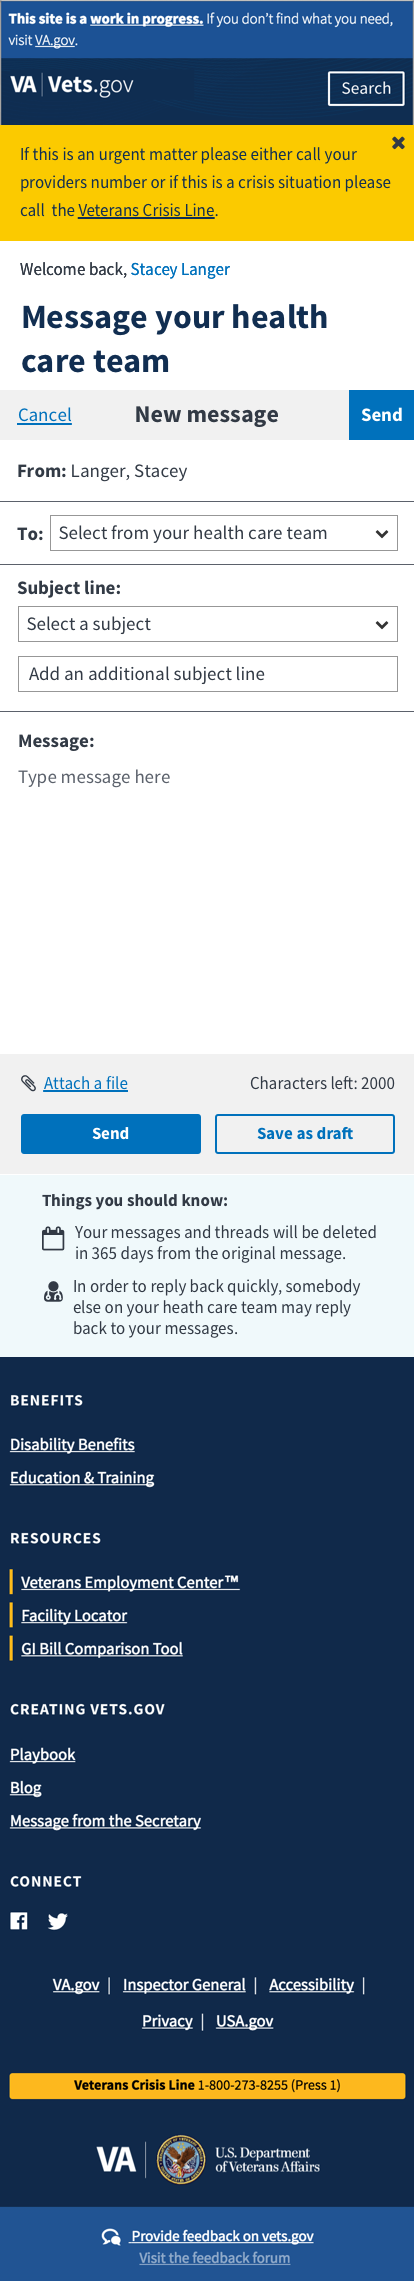 This site is a work in progress. If you don't find what you need,
visit VA.gov.
VA | Vets.gov
Search
If this is an urgent matter please either call your
providers number or if this is a crisis situation please
call the Veterans Crisis Line.
Welcome back, Stacey Langer
Message your health
care team
Cancel New message Send
From: Langer, Stacey
To: Select from your health care team
Subject line:
Select a subject
Add an additional subject line
Message:
Type message here
Attach a file Characters left: 2000
Send Save as draft
Things you should know:
Your messages and threads will be deleted
in 365 days from the original message.
In order to reply back quickly, somebody
else on your heath care team may reply
back to your messages.
BENEFITS
Disability Benefits
Education & Training
RESOURCES
Veterans Employment Center™
Facility Locator
GI Bill Comparison Tool
CREATING VETS.GOV
Playbook
Blog
Message from the Secretary
CONNECT
VA.gov | Inspector General | Accessibility |
Privacy | USA.gov
Veterans Crisis Line 1-800-273-8255 (Press 1)
VA | U.S. Department
of Veterans Affairs
Provide feedback on vets.gov
Visit the feedback forum